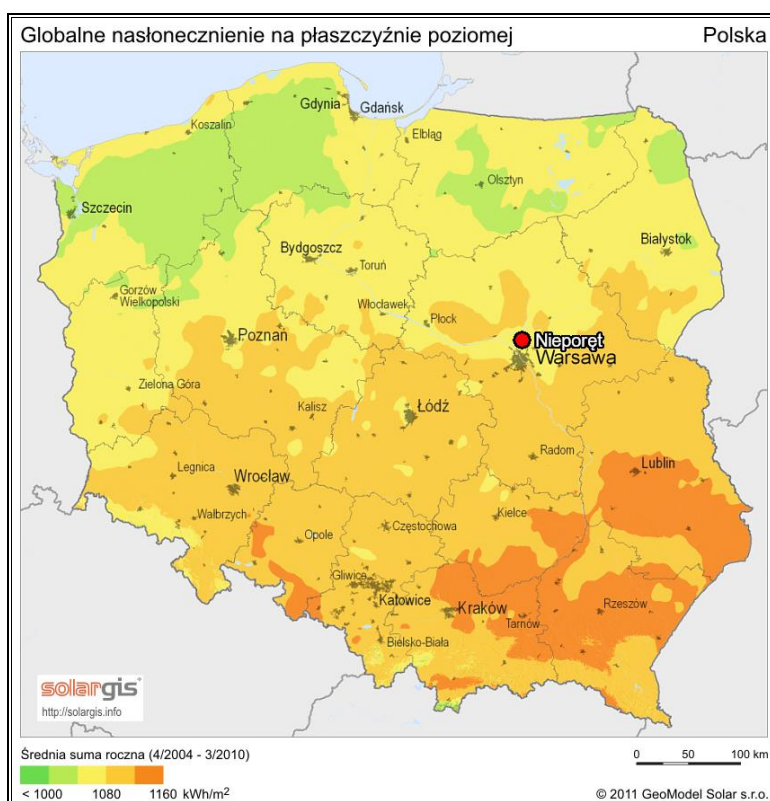 Globalne nasłonecznienie na płaszczyźnie poziomej Polska
Gdynia
Gdańsk
Koszalin
Elbląg
Olsztyn
Szczecin
Białystok
Bydgoszcz
Toruń
Gorzów
Wielkopolski
Włocławek
Płock
Nieporęt
Warsawa
Poznań
Zielona Góra
Kalisz
Łódź
Radom
Lublin
Legnica
Wrocław
Wałbrzych
Opole
Częstochowa
Kielce
Gliwice
Katowice
Kraków
Tarnów
Rzeszów
Bielsko-Biała
solargis
http://solargis.info
Średnia suma roczna (4/2004 - 3/2010)
0 50 100 km
< 1000 1080 1160 kWh/m²
© 2011 GeoModel Solar s.r.o.